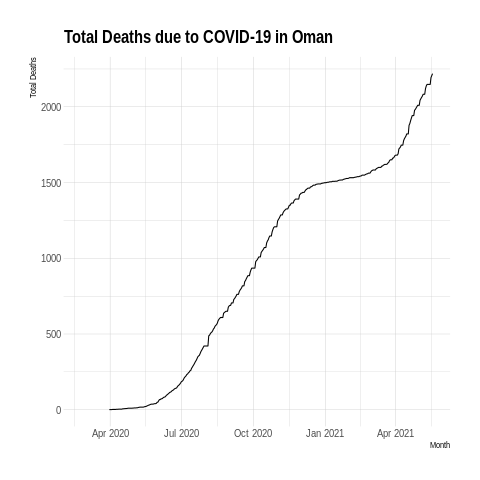 Total Deaths due to COVID-19 in Oman
Total Deaths
2000
1500
1000
500
0
Apr 2020 Jul 2020 Oct 2020 Jan 2021 Apr 2021
Month